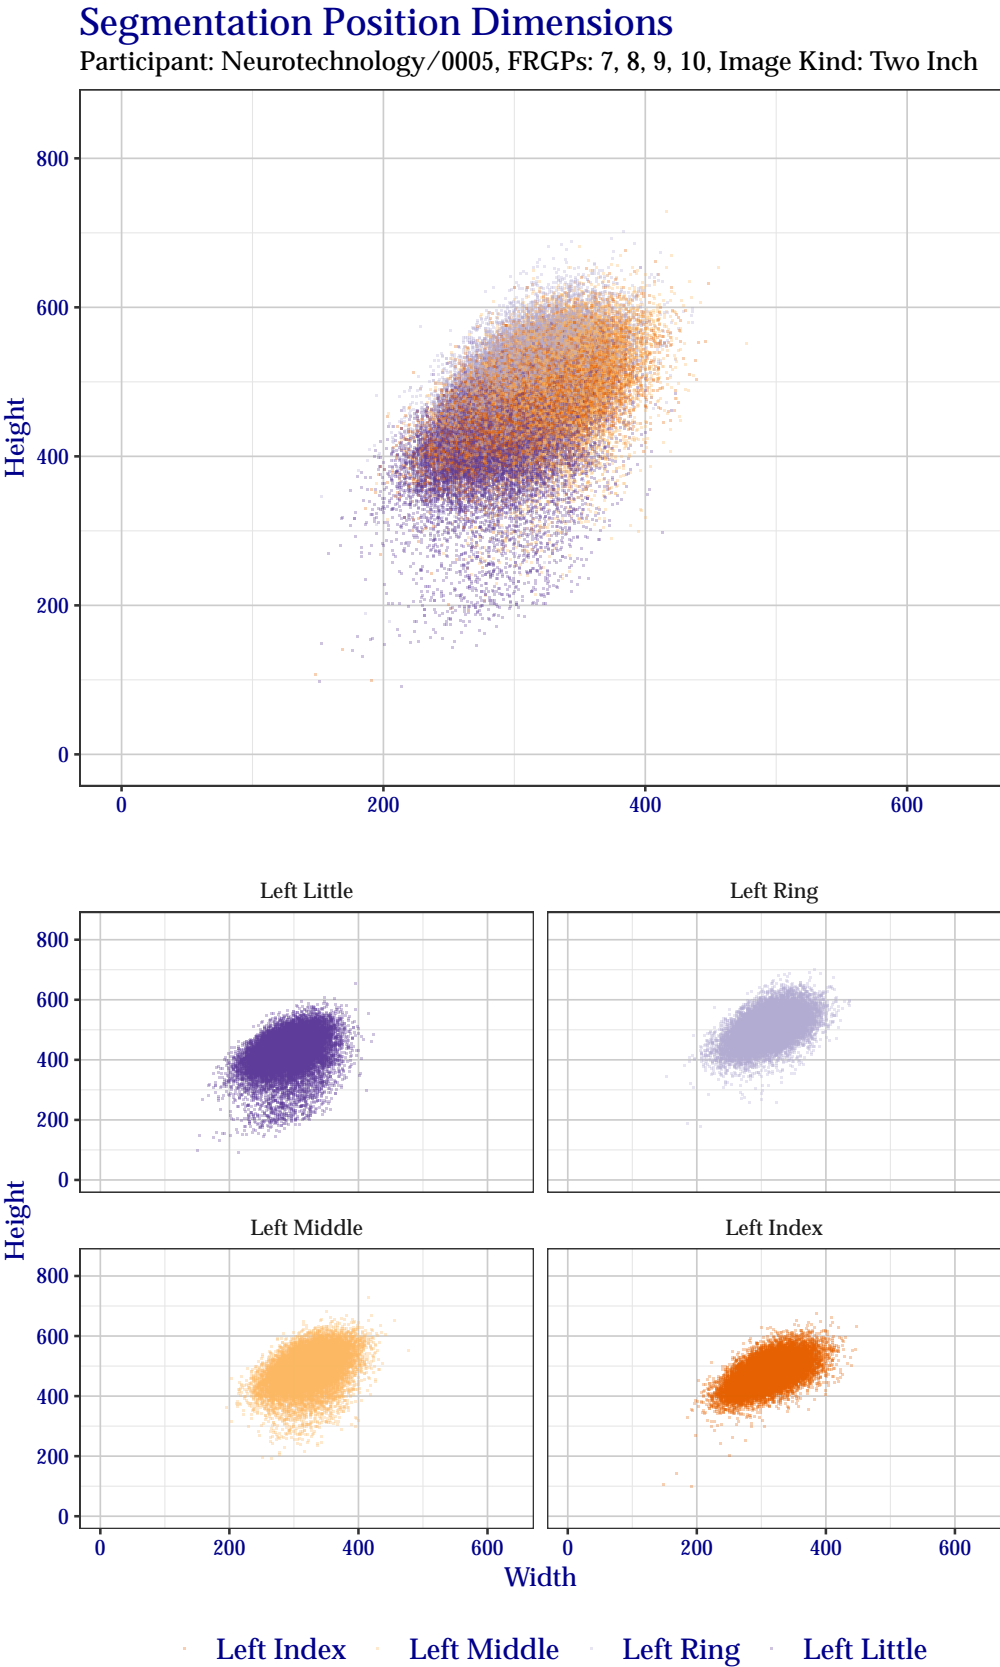 Segmentation Position Dimensions
Participant: Neurotechnology/0005, FRGPs: 7, 8, 9, 10, Image Kind: Two Inch
Height
800
600
400
200
0
0 200 400 600
Left Little Left Ring
Height
800
600
400
200
0
Left Middle Left Index
800
600
400
200
0
0 200 400 600 0 200 400 600
Width
Left Index Left Middle Left Ring Left Little